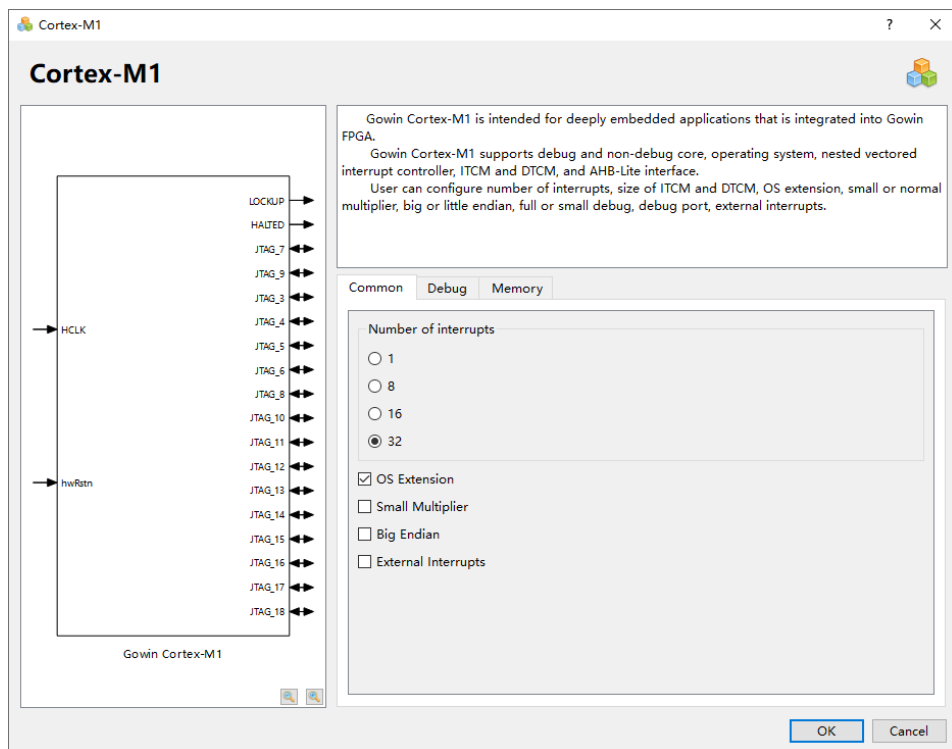 Cortex-M1
?
Cortex-M1
LOCKUP
HALTED
JTAG_7
JTAG_9
JTAG_3
JTAG_4
HCLK
JTAG_5
JTAG_6
JTAG_8
JTAG_10
JTAG_11
JTAG_12
hwRstn
JTAG_13
JTAG_14
JTAG_15
JTAG_16
JTAG_17
JTAG_18
Gowin Cortex-M1
Gowin Cortex-M1 is intended for deeply embedded applications that is integrated into Gowin
FPGA.
Gowin Cortex-M1 supports debug and non-debug core, operating system, nested vectored
interrupt controller, ITCM and DTCM, and AHB-Lite interface.
User can configure number of interrupts, size of ITCM and DTCM, OS extension, small or normal
multiplier, big or little endian, full or small debug, debug port, external interrupts.
Common Debug Memory
Number of interrupts
1
8
16
32
OS Extension
Small Multiplier
Big Endian
External Interrupts
OK Cancel